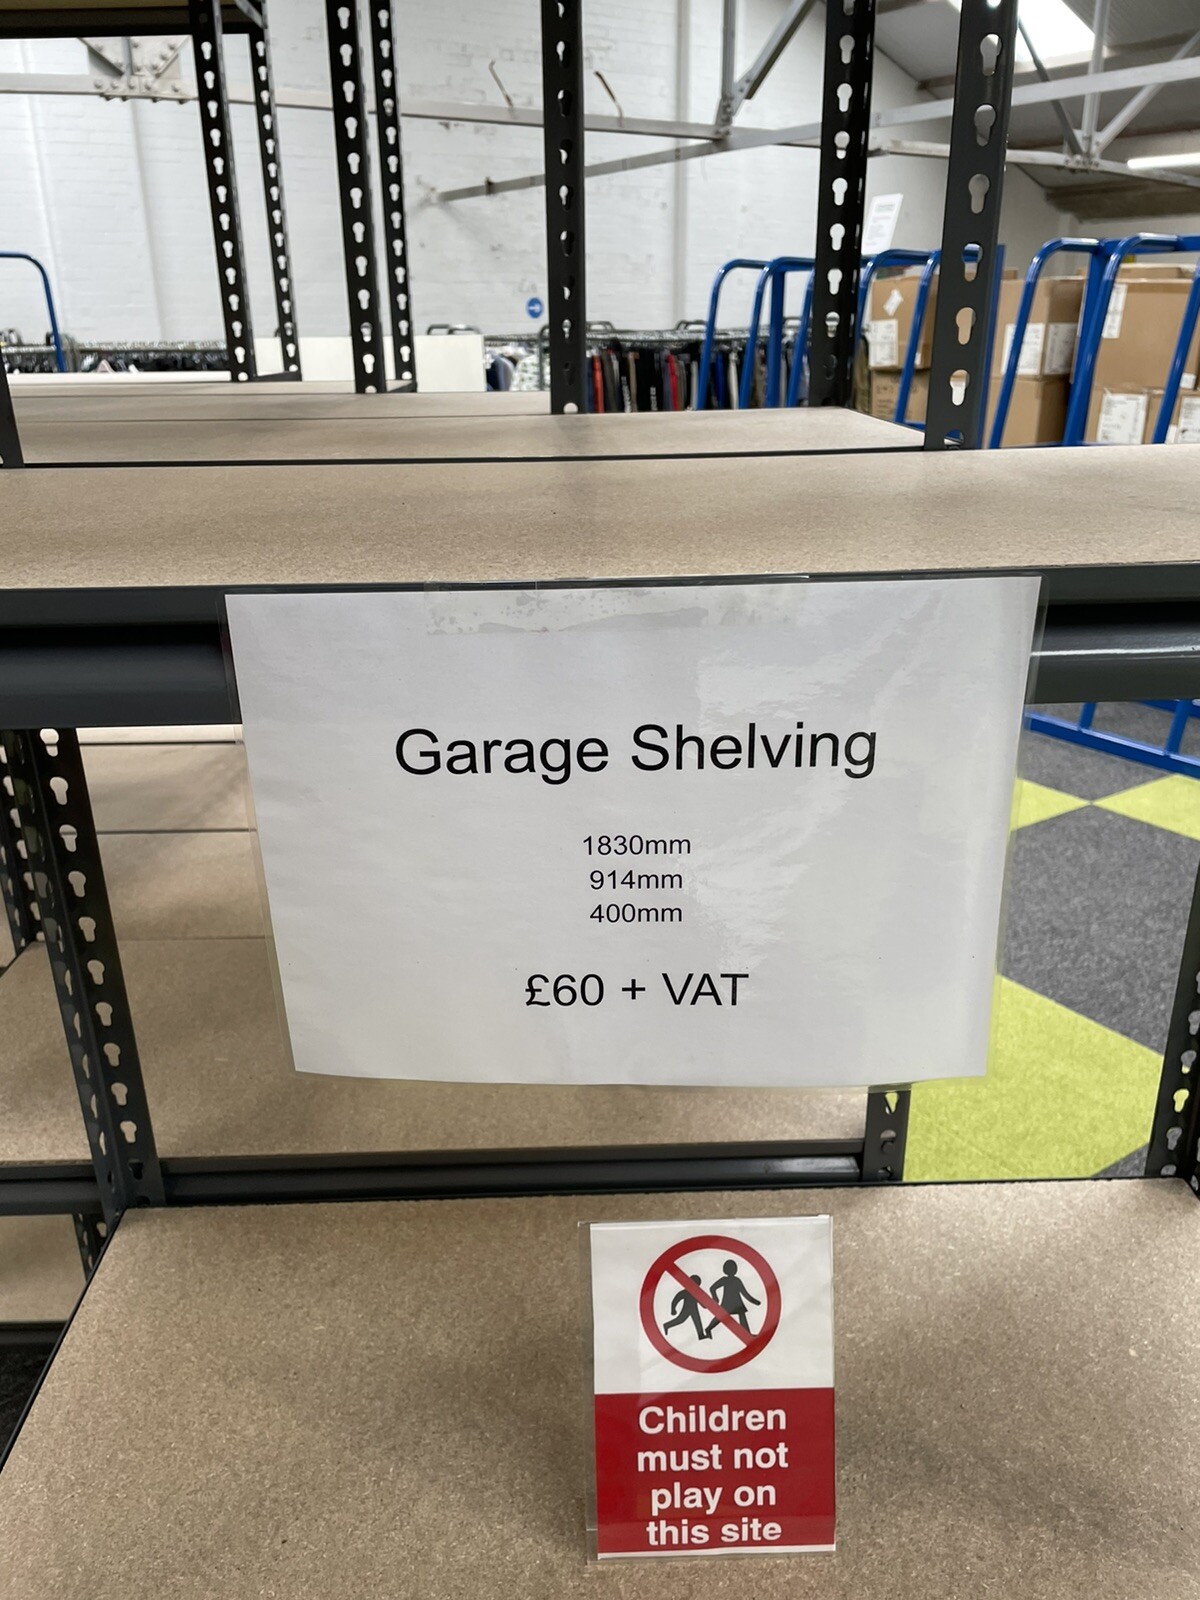 Garage Shelving
1830mm
914mm
400mm
£60 + VAT
Children
must not
play on
this site